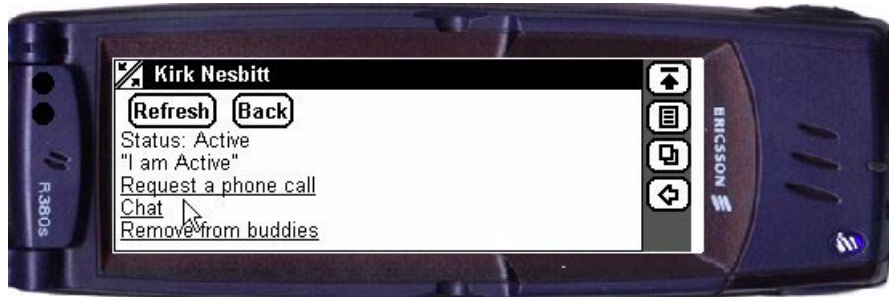 Kirk Nesbitt
Refresh Back
Status: Active
"I am Active"
Request a phone call
Chat
Remove from buddies
ERICSSON
R380s